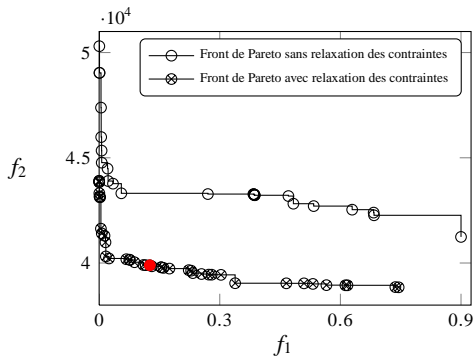 ·10⁴
5
Front de Pareto sans relaxation des contraintes
Front de Pareto avec relaxation des contraintes
4.5
f₂
4
0
0.3
0.6
0.9
f₁